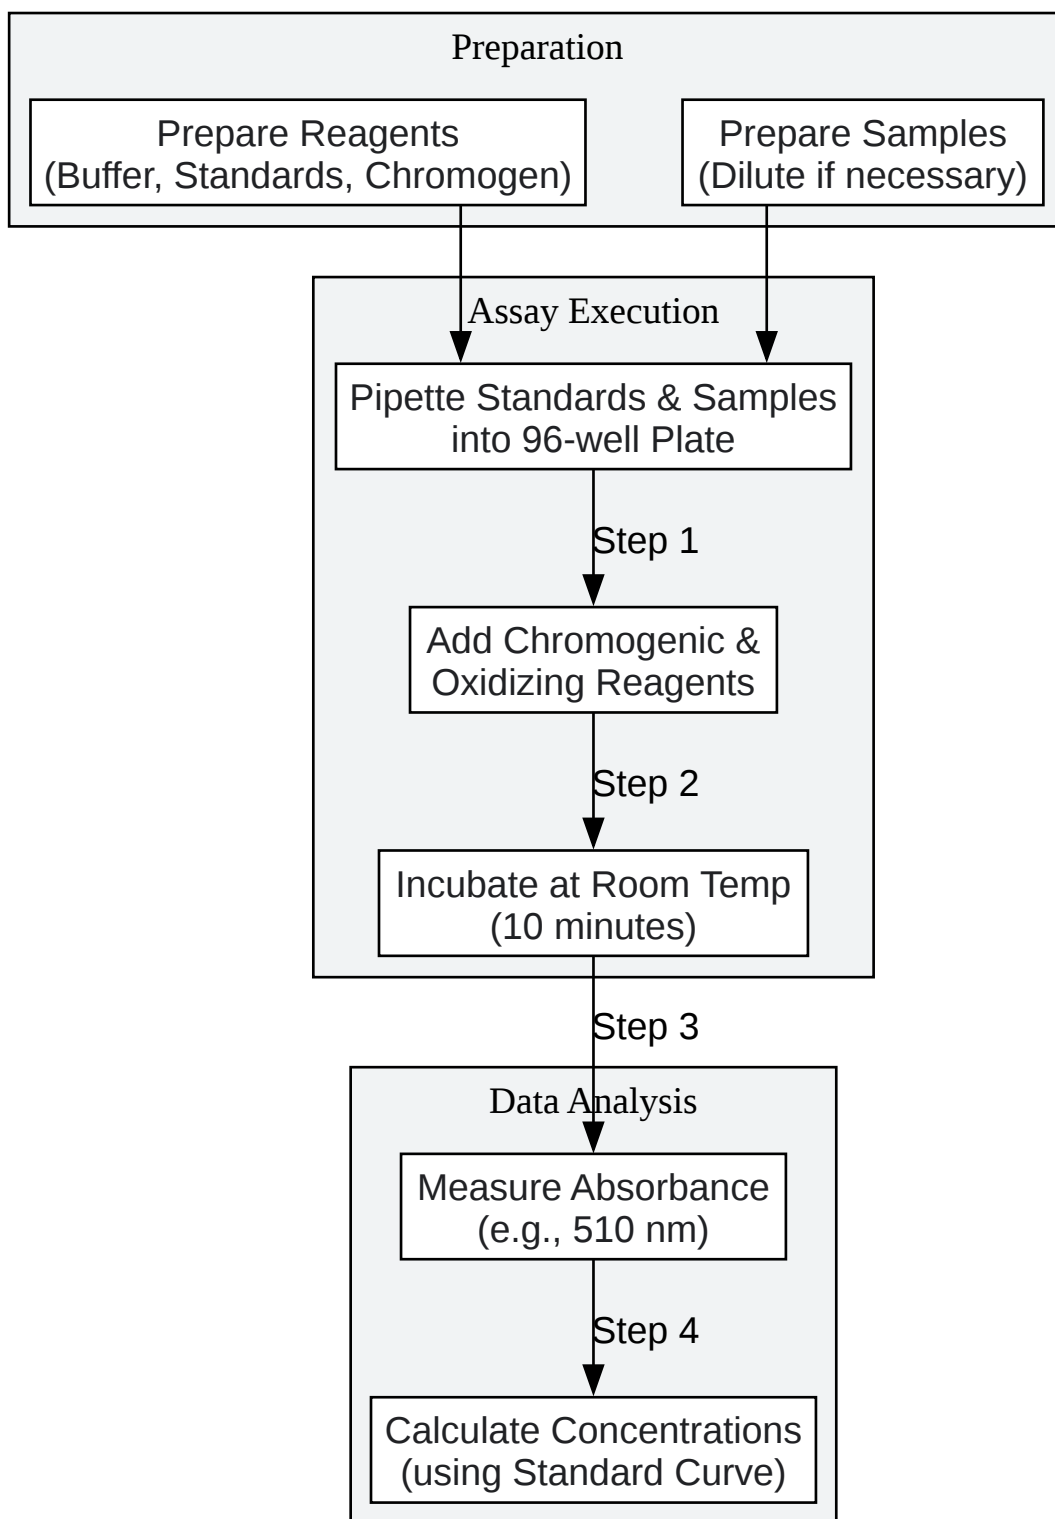 Preparation
Prepare Reagents
(Buffer, Standards, Chromogen)
Prepare Samples
(Dilute if necessary)
Assay Execution
Pipette Standards & Samples
into 96-well Plate
Step 1
Add Chromogenic &
Oxidizing Reagents
Step 2
Incubate at Room Temp
(10 minutes)
Step 3
Data Analysis
Measure Absorbance
(e.g., 510 nm)
Step 4
Calculate Concentrations
(using Standard Curve)